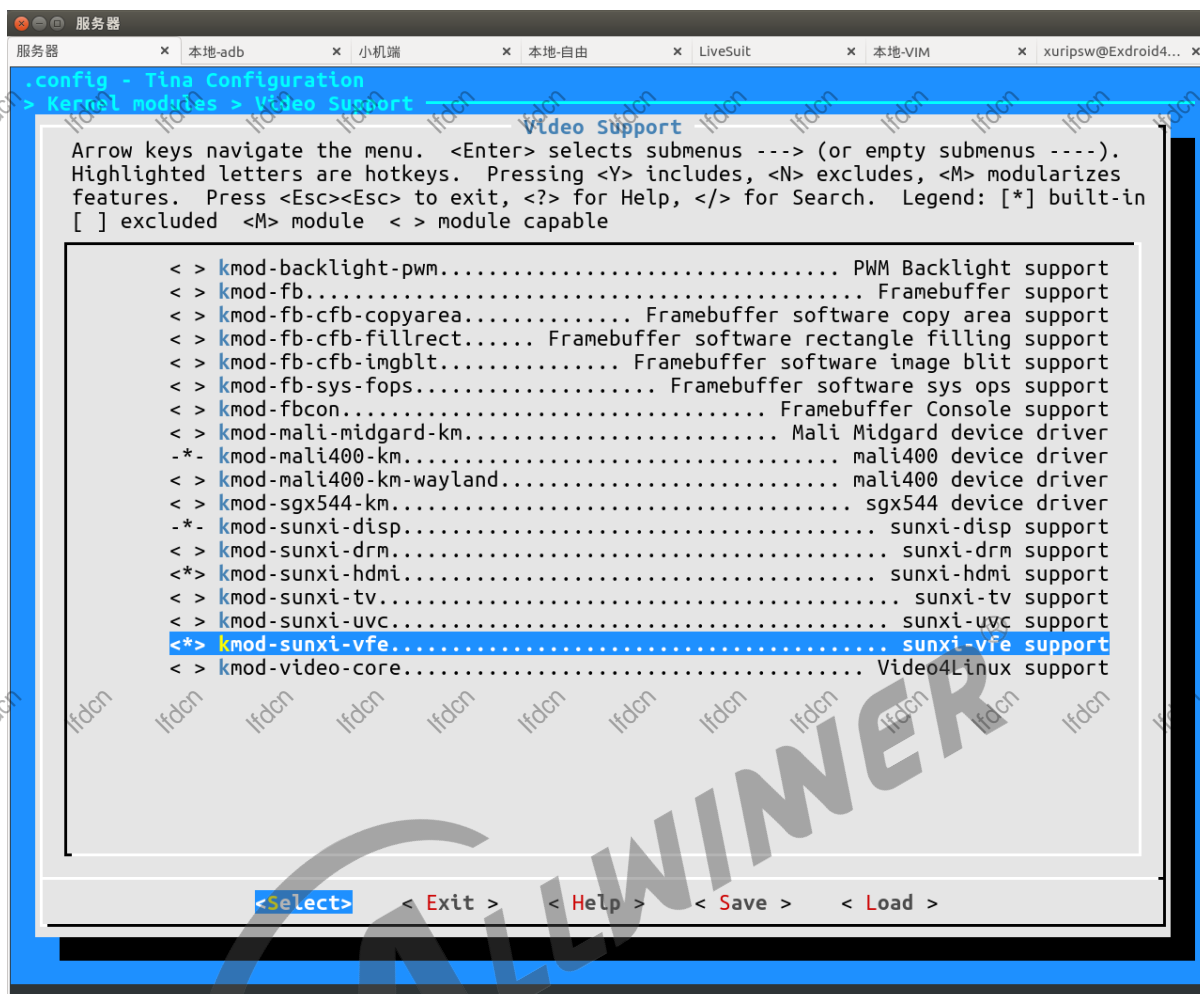 服务器
服务器 × 本地-adb × 小机端 × 本地-自由 × LiveSuit × 本地-VIM × xuripsw@Exdroid4... ×
.config - Tina Configuration
> Kernel modules > Video Support
Video Support
Arrow keys navigate the menu.  <Enter> selects submenus ---> (or empty submenus ----).
Highlighted letters are hotkeys.  Pressing <Y> includes, <N> excludes, <M> modularizes
features.  Press <Esc><Esc> to exit, <?> for Help, </> for Search.  Legend: [*] built-in
[ ] excluded  <M> module  < > module capable
< > kmod-backlight-pwm................................. PWM Backlight support
< > kmod-fb.............................................. Framebuffer support
< > kmod-fb-cfb-copyarea.............. Framebuffer software copy area support
< > kmod-fb-cfb-fillrect...... Framebuffer software rectangle filling support
< > kmod-fb-cfb-imgblt............... Framebuffer software image blit support
< > kmod-fb-sys-fops.................... Framebuffer software sys ops support
< > kmod-fbcon................................... Framebuffer Console support
< > kmod-mali-midgard-km.......................... Mali Midgard device driver
-*- kmod-mali400-km.................................... mali400 device driver
< > kmod-mali400-km-wayland............................ mali400 device driver
< > kmod-sgx544-km...................................... sgx544 device driver
-*- kmod-sunxi-disp........................................ sunxi-disp support
< > kmod-sunxi-drm......................................... sunxi-drm support
<*> kmod-sunxi-hdmi....................................... sunxi-hdmi support
< > kmod-sunxi-tv........................................... sunxi-tv support
< > kmod-sunxi-uvc......................................... sunxi-uvc support
<*> kmod-sunxi-vfe......................................... sunxi-vfe support
< > kmod-video-core...................................... Video4Linux support
<Select>    < Exit >    < Help >    < Save >    < Load >
ALLWINNER
lfdcn